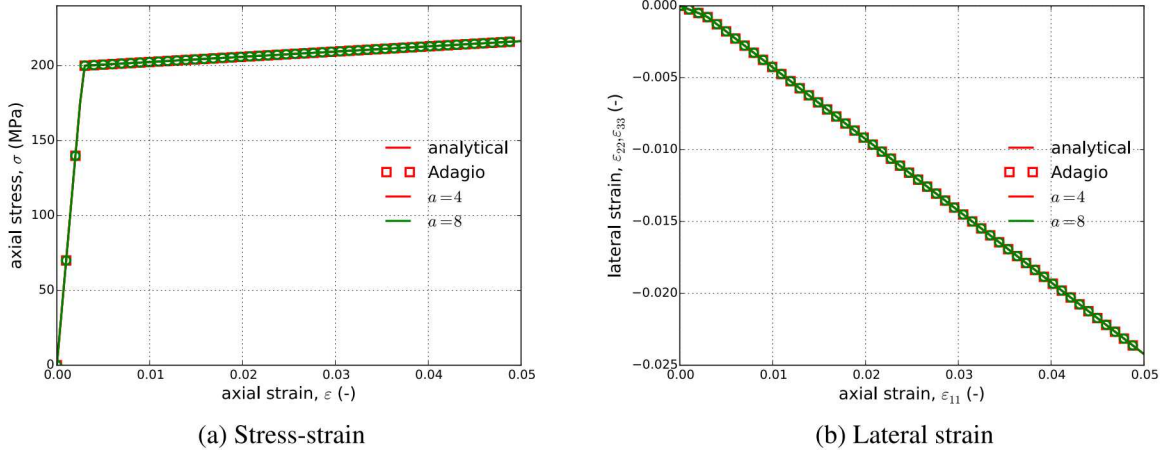 200
150
100
50
0
axial stress, σ (MPa)
analytical
Adagio
a=4
a=8
0.00 0.01 0.02 0.03 0.04 0.05
axial strain, ε (-)
(a) Stress-strain
0.000
−0.005
−0.010
−0.015
−0.020
−0.025
lateral strain, ε22,ε33 (-)
analytical
Adagio
a=4
a=8
0.00 0.01 0.02 0.03 0.04 0.05
axial strain, ε11 (-)
(b) Lateral strain